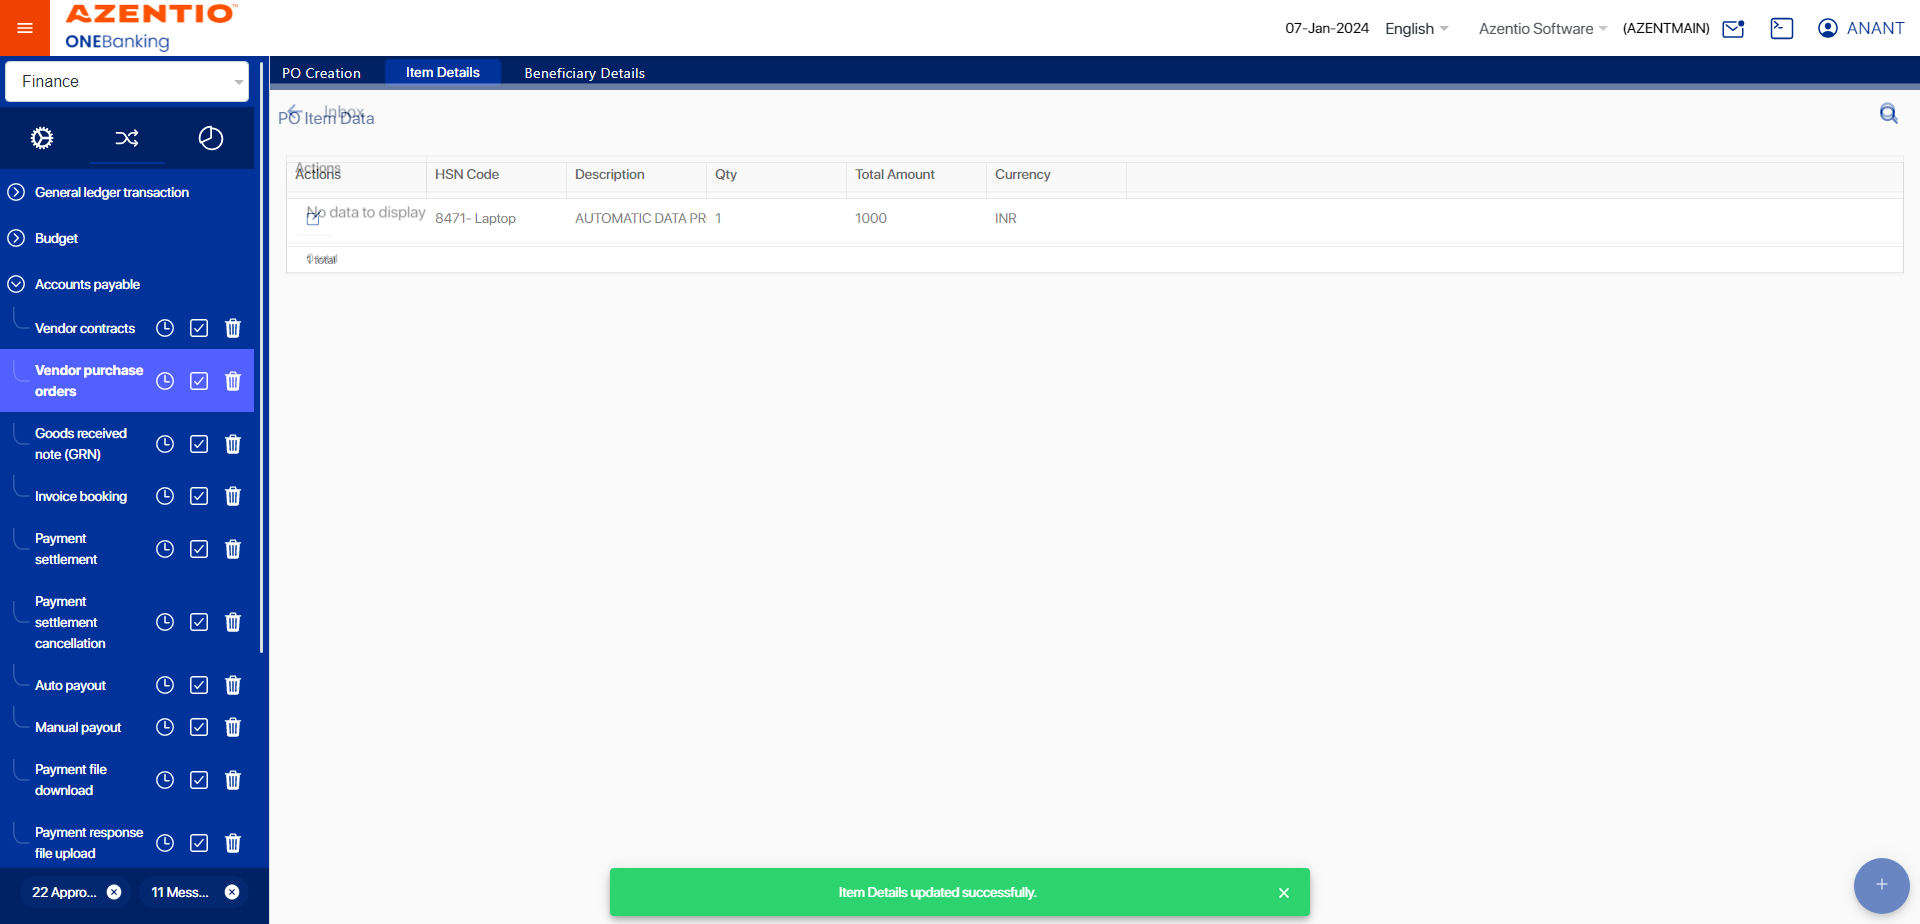 AZENTIO™
ONEBanking
07-Jan-2024 English Azentio Software (AZENTMAIN) ANANT
Finance
PO Creation Item Details Beneficiary Details
Inbox
PO Item Data
Actions
Actions HSN Code Description Qty Total Amount Currency
No data to display
8471- Laptop AUTOMATIC DATA PR 1 1000 INR
1 total
General ledger transaction
Budget
Accounts payable
Vendor contracts
Vendor purchase
orders
Goods received
note (GRN)
Invoice booking
Payment
settlement
Payment
settlement
cancellation
Auto payout
Manual payout
Payment file
download
Payment response
file upload
22 Appro... 11 Mess...
Item Details updated successfully.